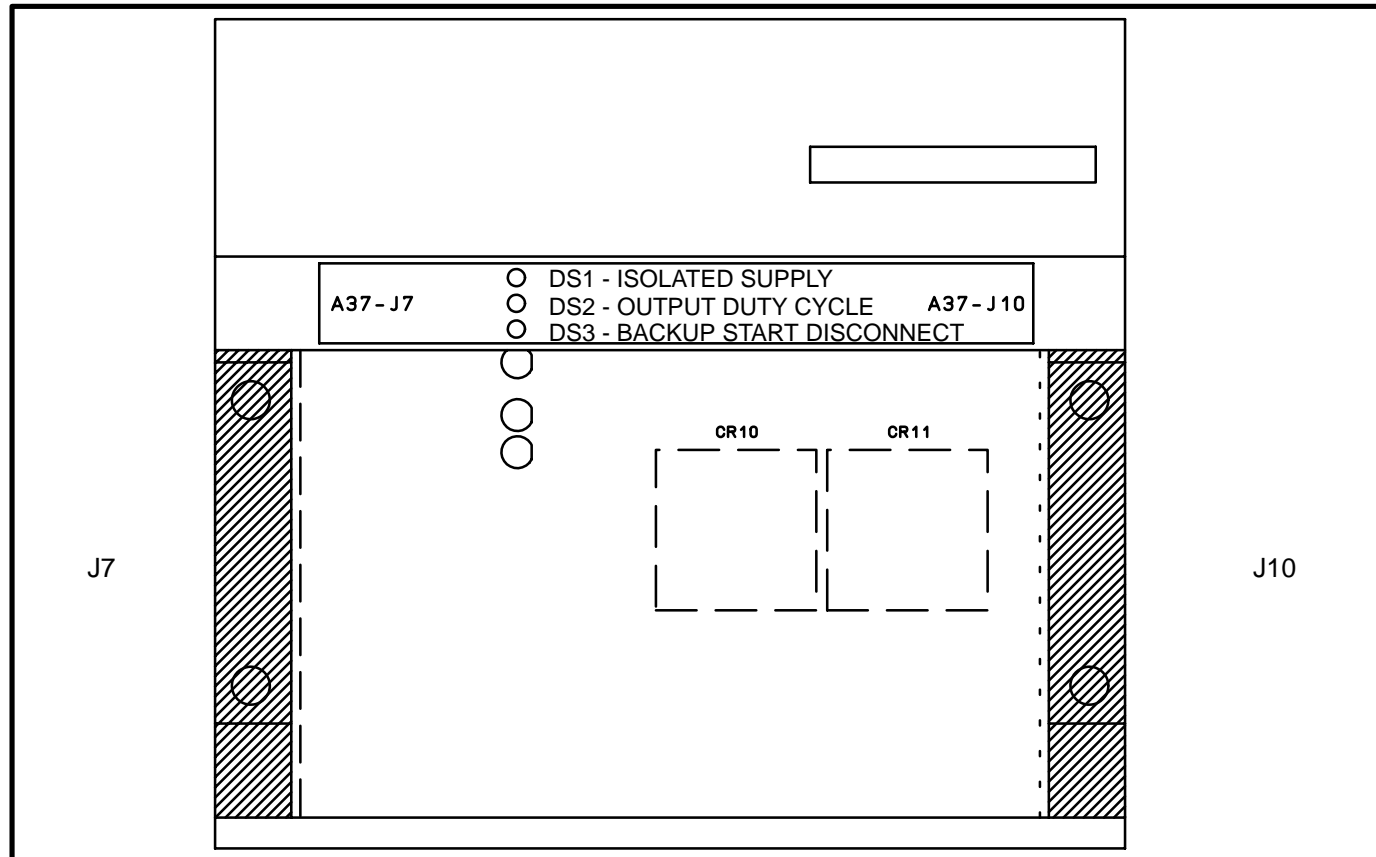 DS1 - ISOLATED SUPPLY
A37-J7 DS2 - OUTPUT DUTY CYCLE A37-J10
DS3 - BACKUP START DISCONNECT
CR10 CR11
J7 J10